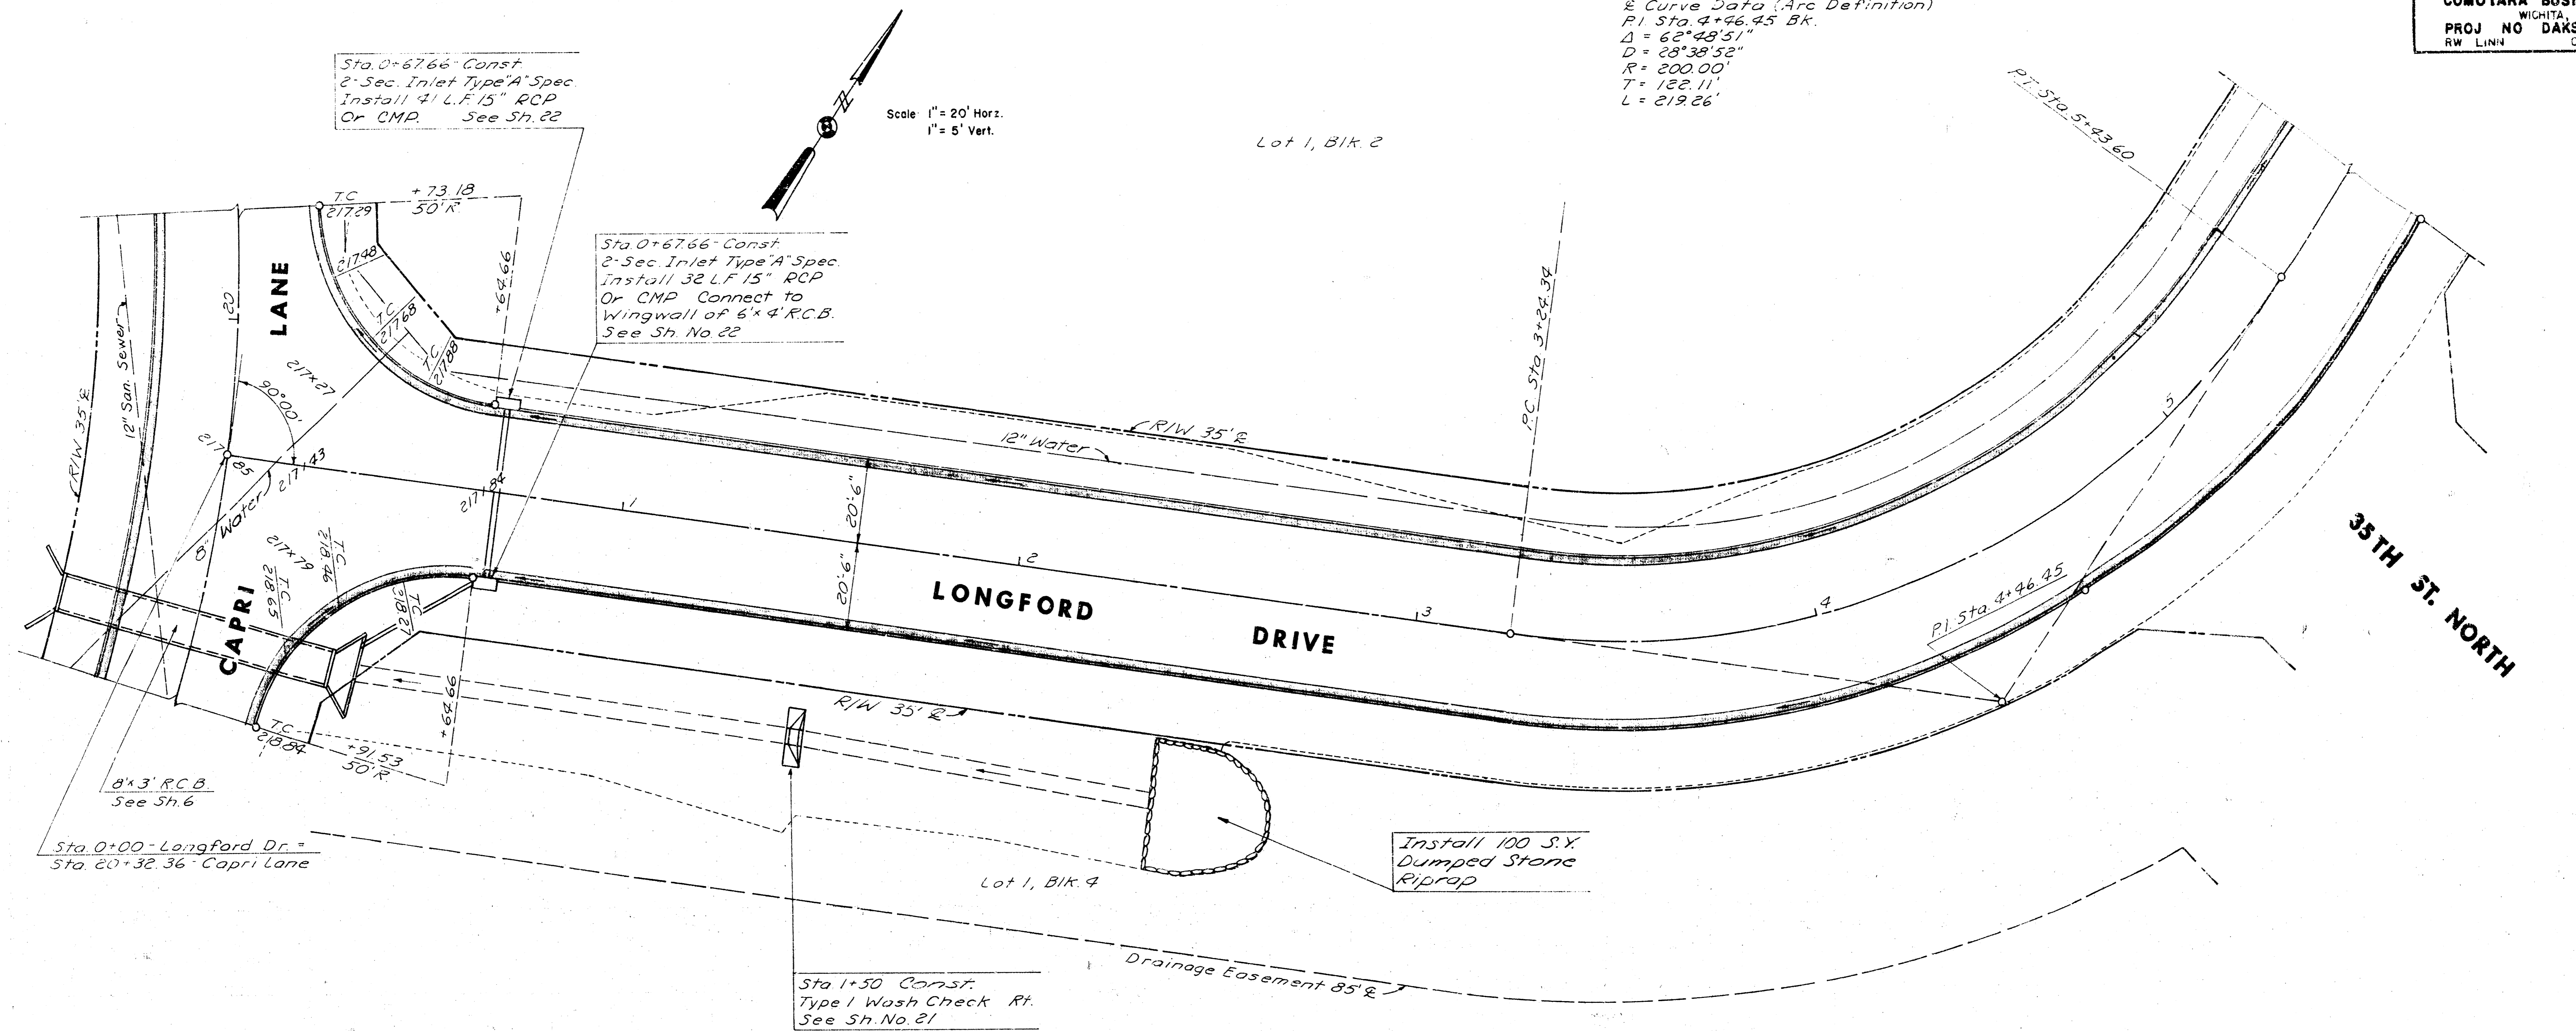 ℄ Curve Data (Arc Definition)
P.I. Sta. 4+46.45 BK.
Δ = 62°48'51"
D = 28°38'52"
R = 200.00'
T = 122.11'
L = 219.26'
WICHITA,
PROJ NO DAKS
RW LINN
Sta. 0+67.66-Const.
2-Sec. Inlet Type "A" Spec.
Install 41 L.F. 15" RCP
Or CMP. See Sh. 22
Scale 1" = 20' Horz.
1" = 5' Vert.
Lot 1, Blk. 2
P.T. Sta. 5+43.60
T.C.
217.29
+73.18
50' R.
Sta. 0+67.66-Const.
2-Sec. Inlet Type "A" Spec.
Install 32 L.F. 15" RCP
Or CMP Connect to
Wingwall of 6'x 4' R.C.B.
See Sh. No. 22
217.48
T.C.
217.68
T.C.
217.88
+64.66
P.C. Sta 3+24.34
LANE
20
12" San. Sewer
R/W 35' ℄
90°00'
217x27
217.85
217.43
8" Water
217.84
R/W 35' ℄
12" Water
20'-6"
20'-6"
1
2
3
4
5
LONGFORD
DRIVE
P.I. Sta. 4+46.45
35TH ST. NORTH
CAPRI
217x79
T.C.
218.46
T.C.
218.65
T.C.
218.27
T.C.
218.84
+91.53
50' R.
+64.66
R/W 35' ℄
8'x 3' R.C.B.
See Sh. 6
Sta. 0+00-Longford Dr. =
Sta. 20+32.36-Capri Lane
Install 100 S.Y.
Dumped Stone
Riprap
Lot 1, Blk. 4
Drainage Easement 85' ℄
Sta 1+50 Const.
Type 1 Wash Check Rt.
See Sh. No. 21